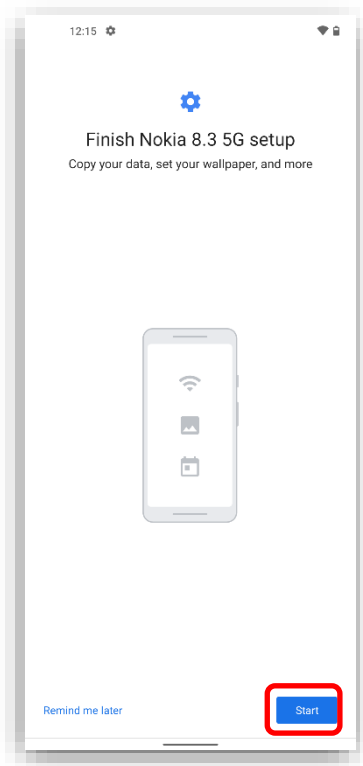 12:15
Finish Nokia 8.3 5G setup
Copy your data, set your wallpaper, and more
Remind me later
Start